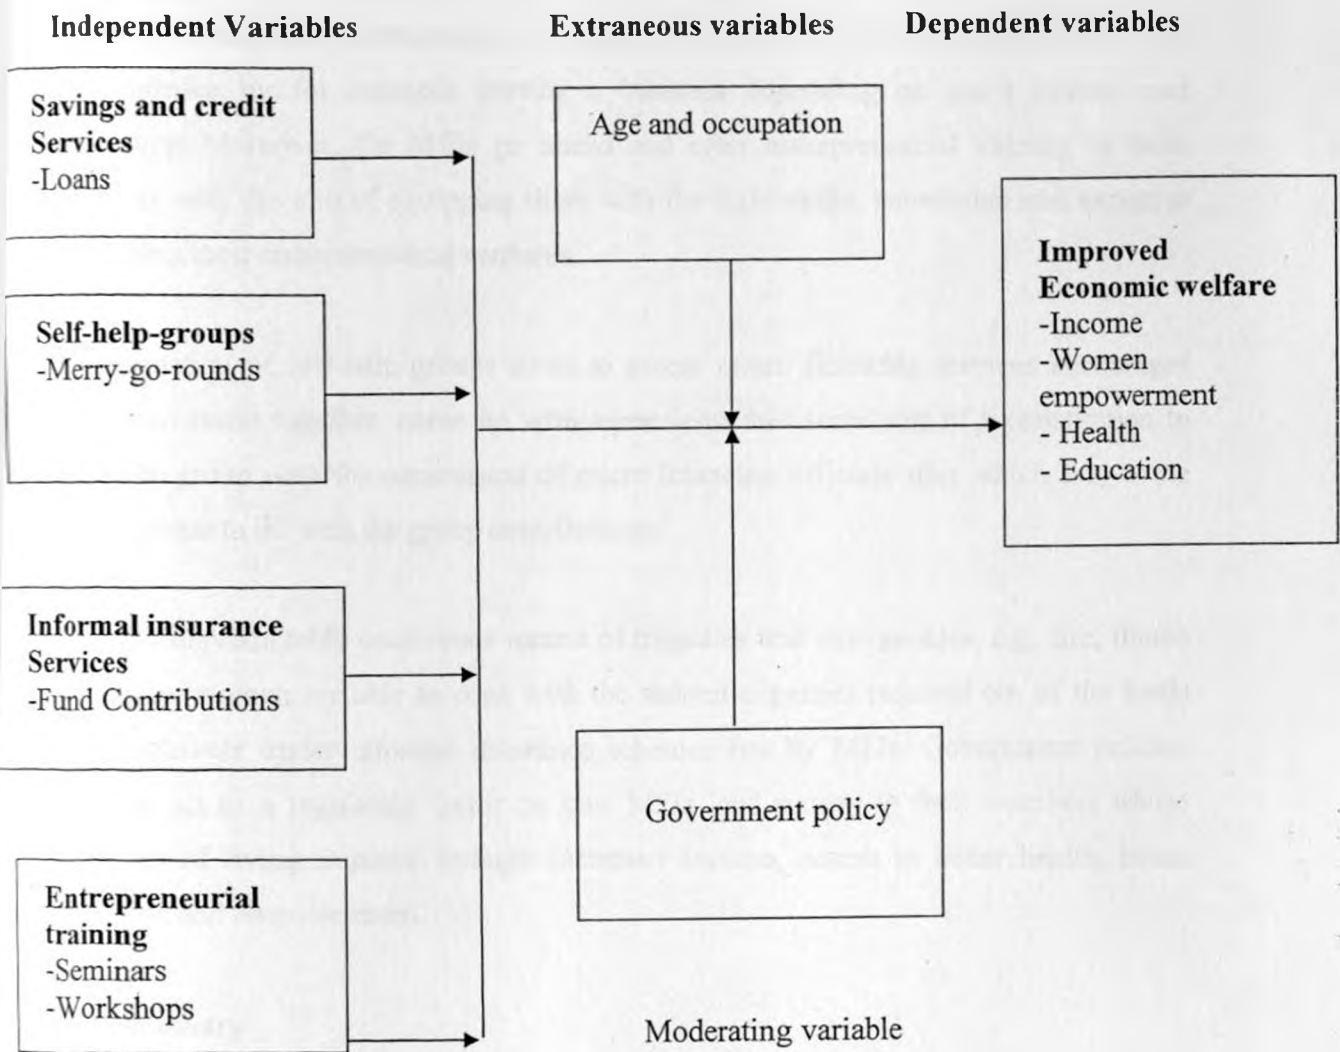 Independent Variables
Extraneous variables
Dependent variables
Savings and credit
Services
-Loans
Age and occupation
Self-help-groups
-Merry-go-rounds
Improved
Economic welfare
-Income
-Women
empowerment
- Health
- Education
Informal insurance
Services
-Fund Contributions
Government policy
Entrepreneurial
training
-Seminars
-Workshops
Moderating variable